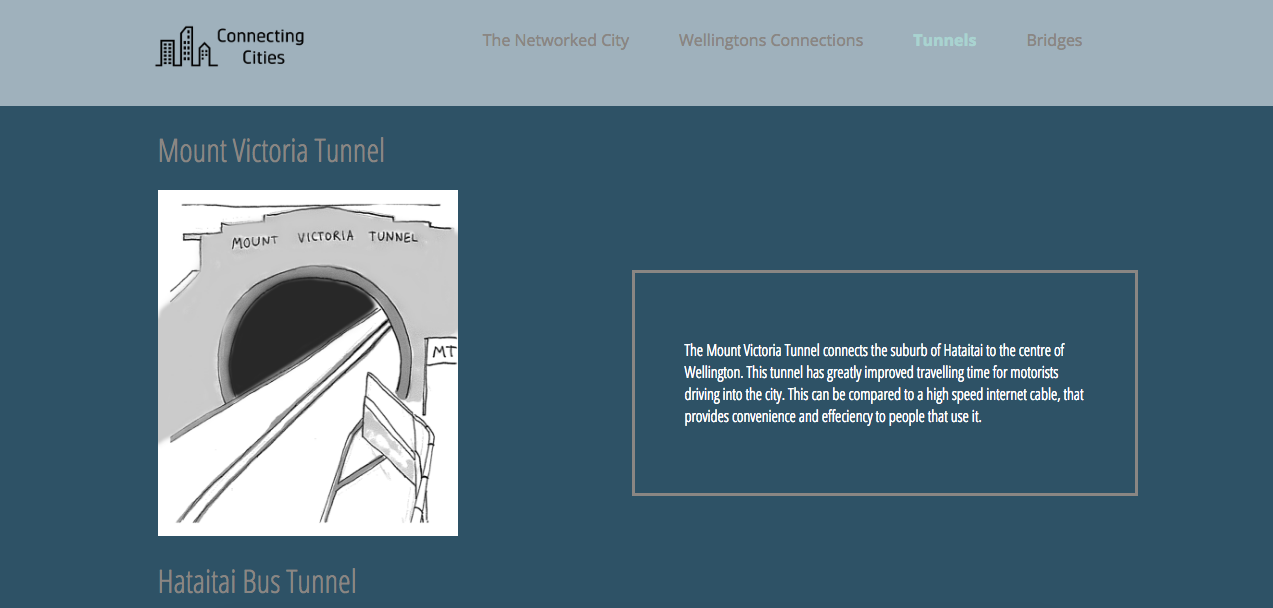 Connecting
Cities
The Networked City
Wellingtons Connections
Tunnels
Bridges
Mount Victoria Tunnel
MOUNT VICTORIA TUNNEL
MT
The Mount Victoria Tunnel connects the suburb of Hataitai to the centre of
Wellington. This tunnel has greatly improved travelling time for motorists
driving into the city. This can be compared to a high speed internet cable, that
provides convenience and effeciency to people that use it.
Hataitai Bus Tunnel